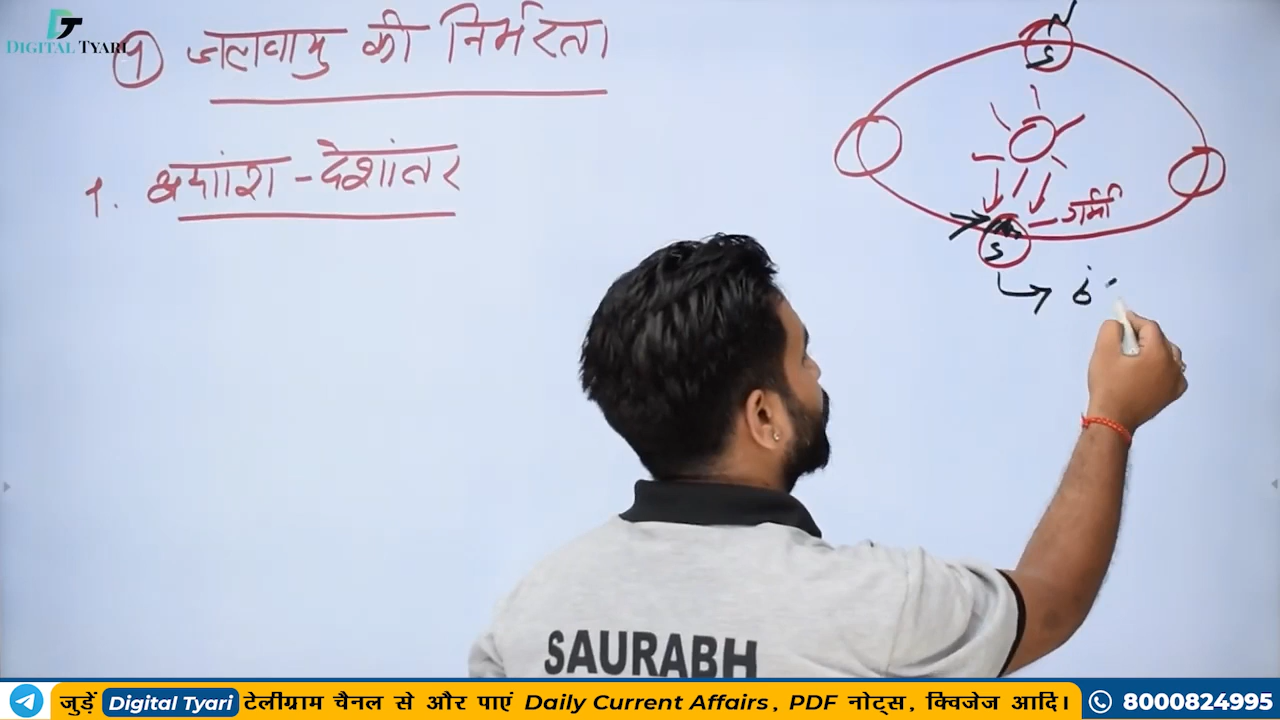 DT
DIGITAL TYARI
① जलवायु की निर्भरता
1. अक्षांश - देशांतर
N
S
गर्मी
S
SAURABH
जुड़ें Digital Tyari टेलीग्राम चैनल से और पाएं Daily Current Affairs, PDF नोट्स, क्विजेज आदि।
8000824995